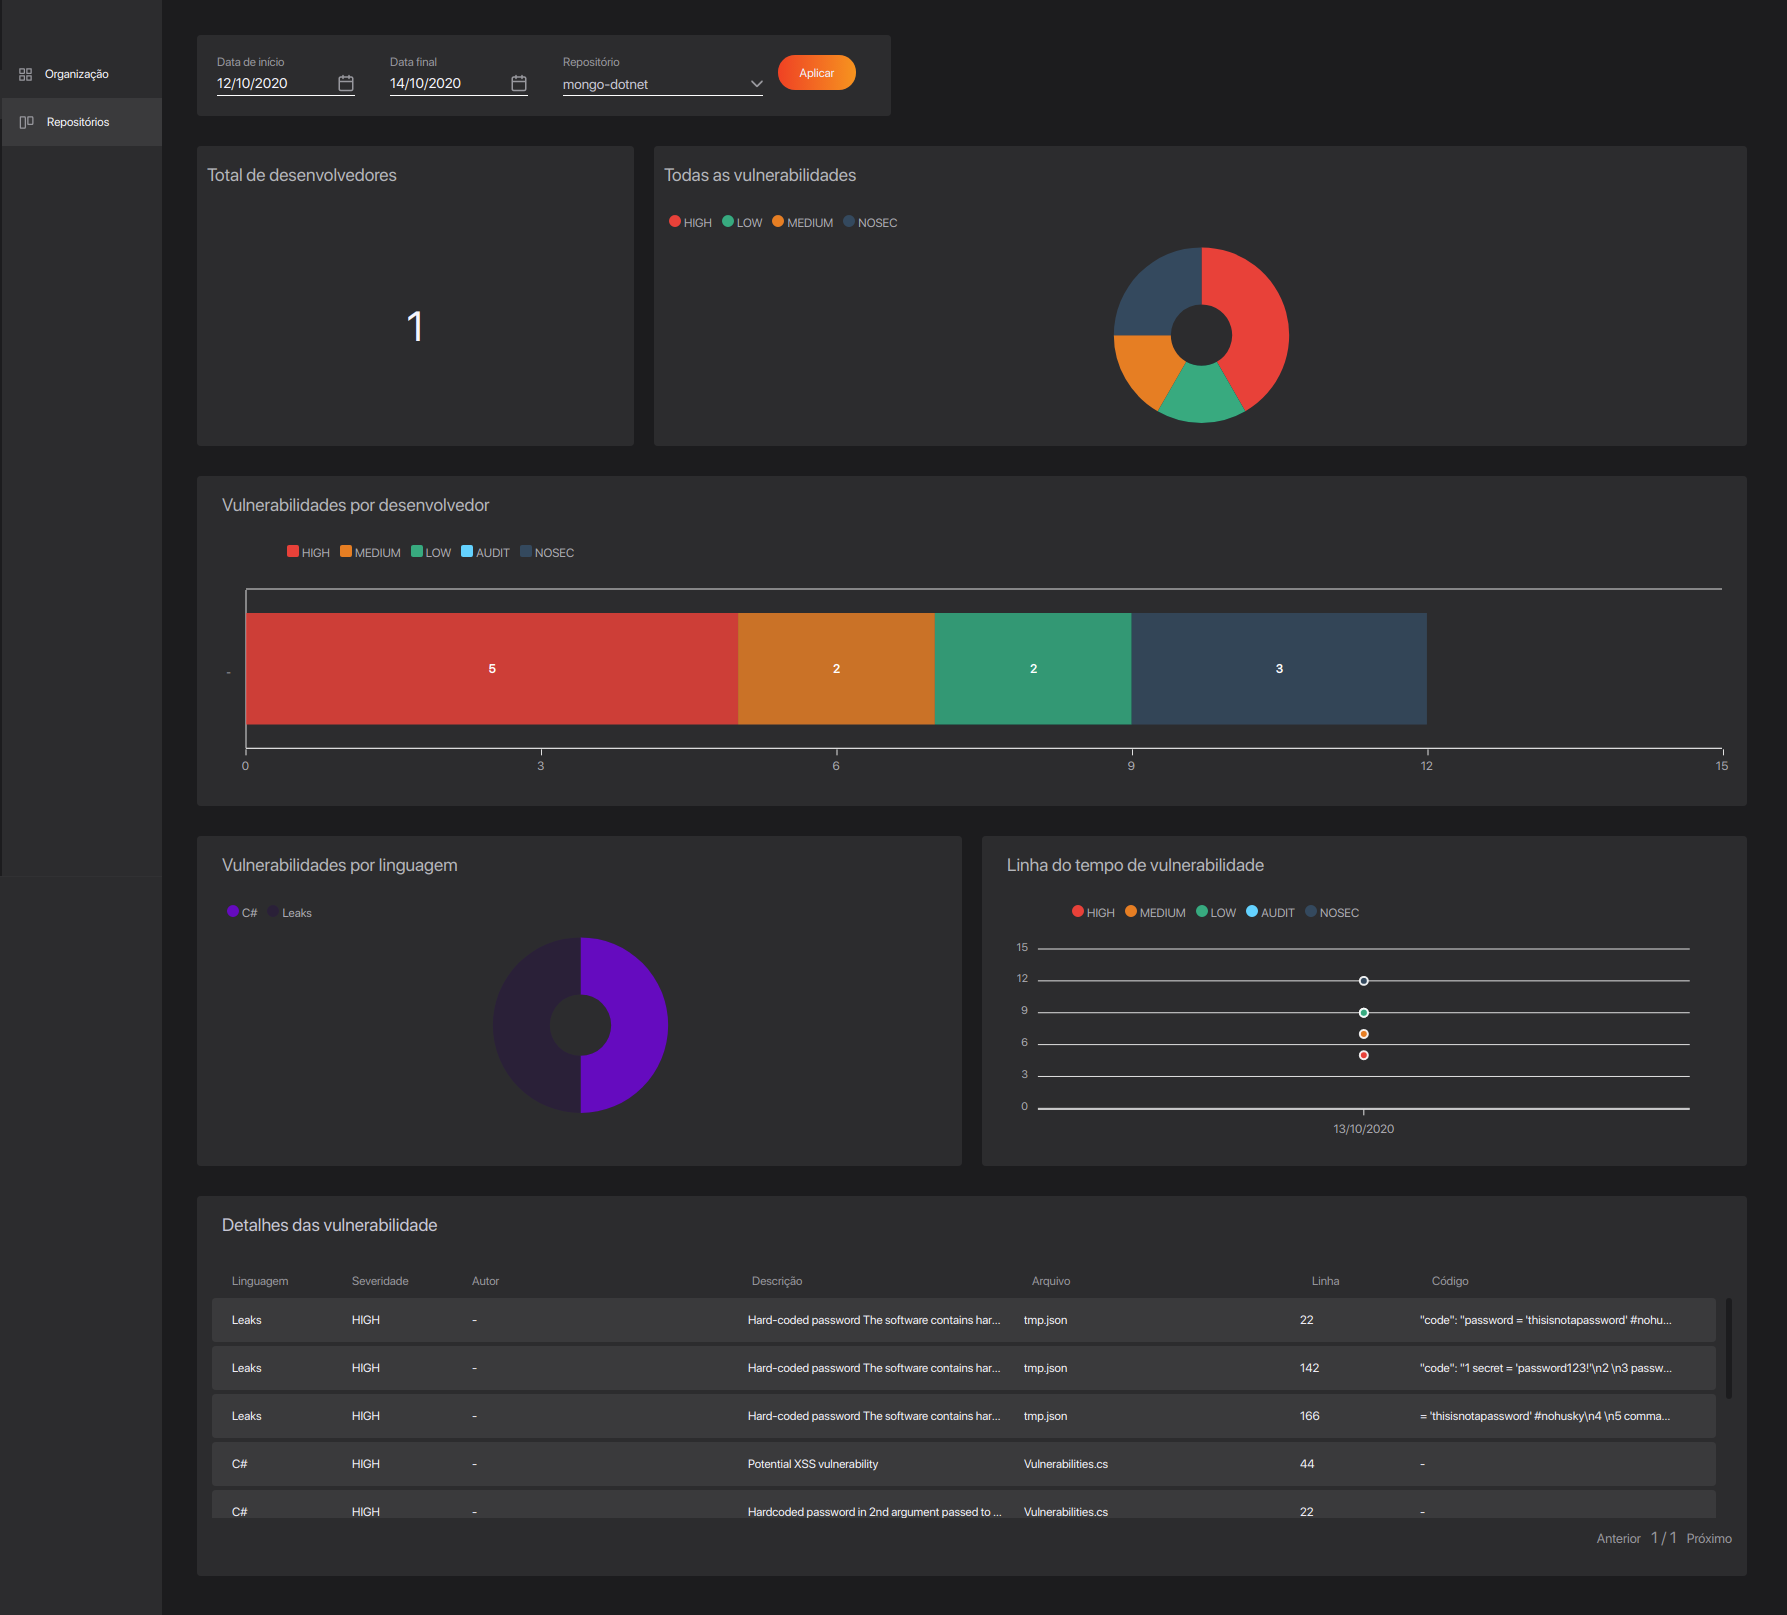 Organização
Repositórios
Data de início
12/10/2020
Data final
14/10/2020
Repositório
mongo-dotnet
Aplicar
Total de desenvolvedores
1
Todas as vulnerabilidades
HIGH LOW MEDIUM NOSEC
Vulnerabilidades por desenvolvedor
HIGH MEDIUM LOW AUDIT NOSEC
- 5 2 2 3
0 3 6 9 12 15
Vulnerabilidades por linguagem
C# Leaks
Linha do tempo de vulnerabilidade
HIGH MEDIUM LOW AUDIT NOSEC
15
12
9
6
3
0
13/10/2020
Detalhes das vulnerabilidade
Linguagem Severidade Autor Descrição Arquivo Linha Código
Leaks HIGH - Hard-coded password The software contains har... tmp.json 22 "code": "password = 'thisisnotapassword' #nohu...
Leaks HIGH - Hard-coded password The software contains har... tmp.json 142 "code": "1 secret = 'password123!'\n2 \n3 passw...
Leaks HIGH - Hard-coded password The software contains har... tmp.json 166 = 'thisisnotapassword' #nohusky\n4 \n5 comma...
C# HIGH - Potential XSS vulnerability Vulnerabilities.cs 44 -
C# HIGH - Hardcoded password in 2nd argument passed to ... Vulnerabilities.cs 22 -
Anterior 1 / 1 Próximo